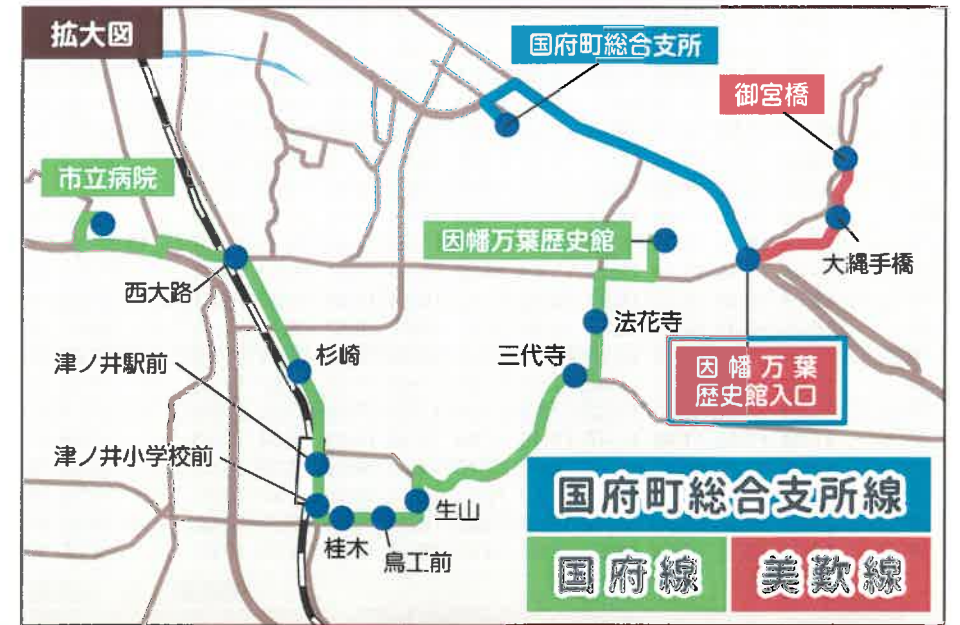 拡大図
国府町総合支所
御宮橋
市立病院
因幡万葉歴史館
大縄手橋
西大路
法花寺
杉崎
三代寺
津ノ井駅前
因幡万葉
歴史館入口
津ノ井小学校前
生山
桂木
鳥工前
国府町総合支所線
国府線
美歎線